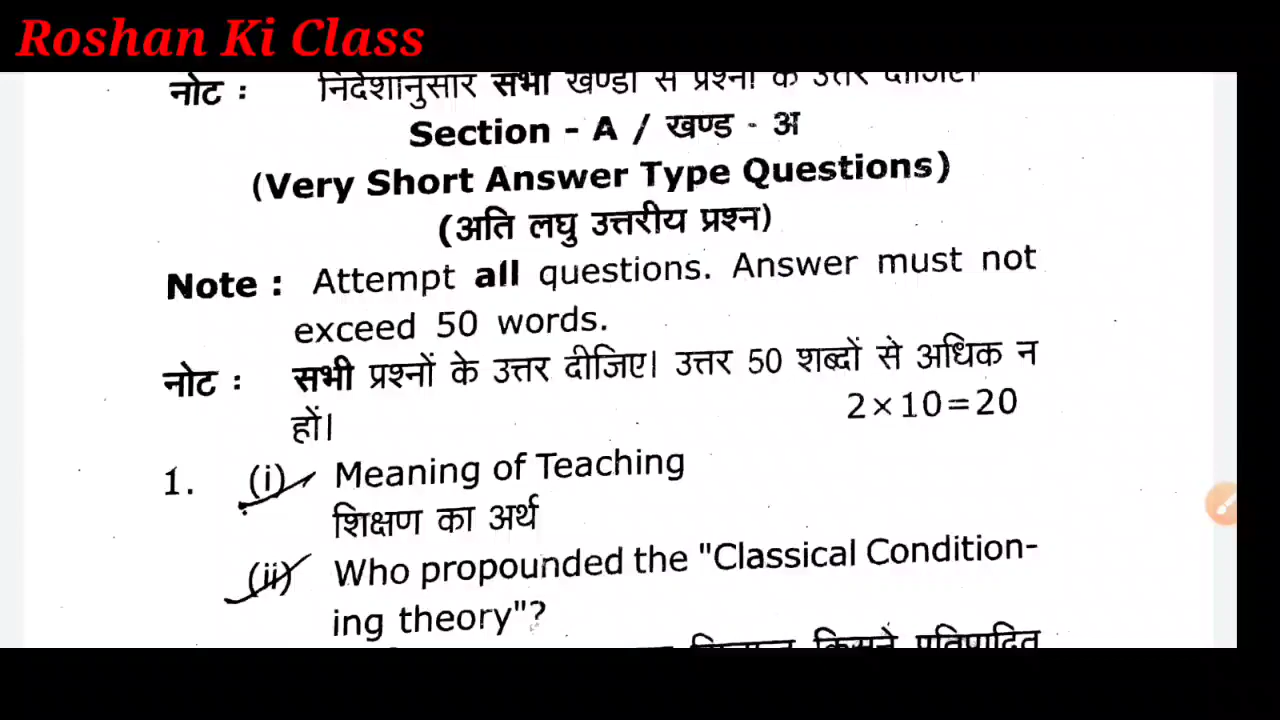 Roshan Ki Class
नोट : निर्देशानुसार सभी खण्डों से प्रश्नों के उत्तर दीजिए।
Section - A / खण्ड - अ
(Very Short Answer Type Questions)
(अति लघु उत्तरीय प्रश्न)
Note : Attempt all questions. Answer must not
exceed 50 words.
नोट : सभी प्रश्नों के उत्तर दीजिए। उत्तर 50 शब्दों से अधिक न
हों। 2×10=20
1. (i) Meaning of Teaching
शिक्षण का अर्थ
(ii) Who propounded the "Classical Condition-
ing theory"?
किसने प्रतिपादित